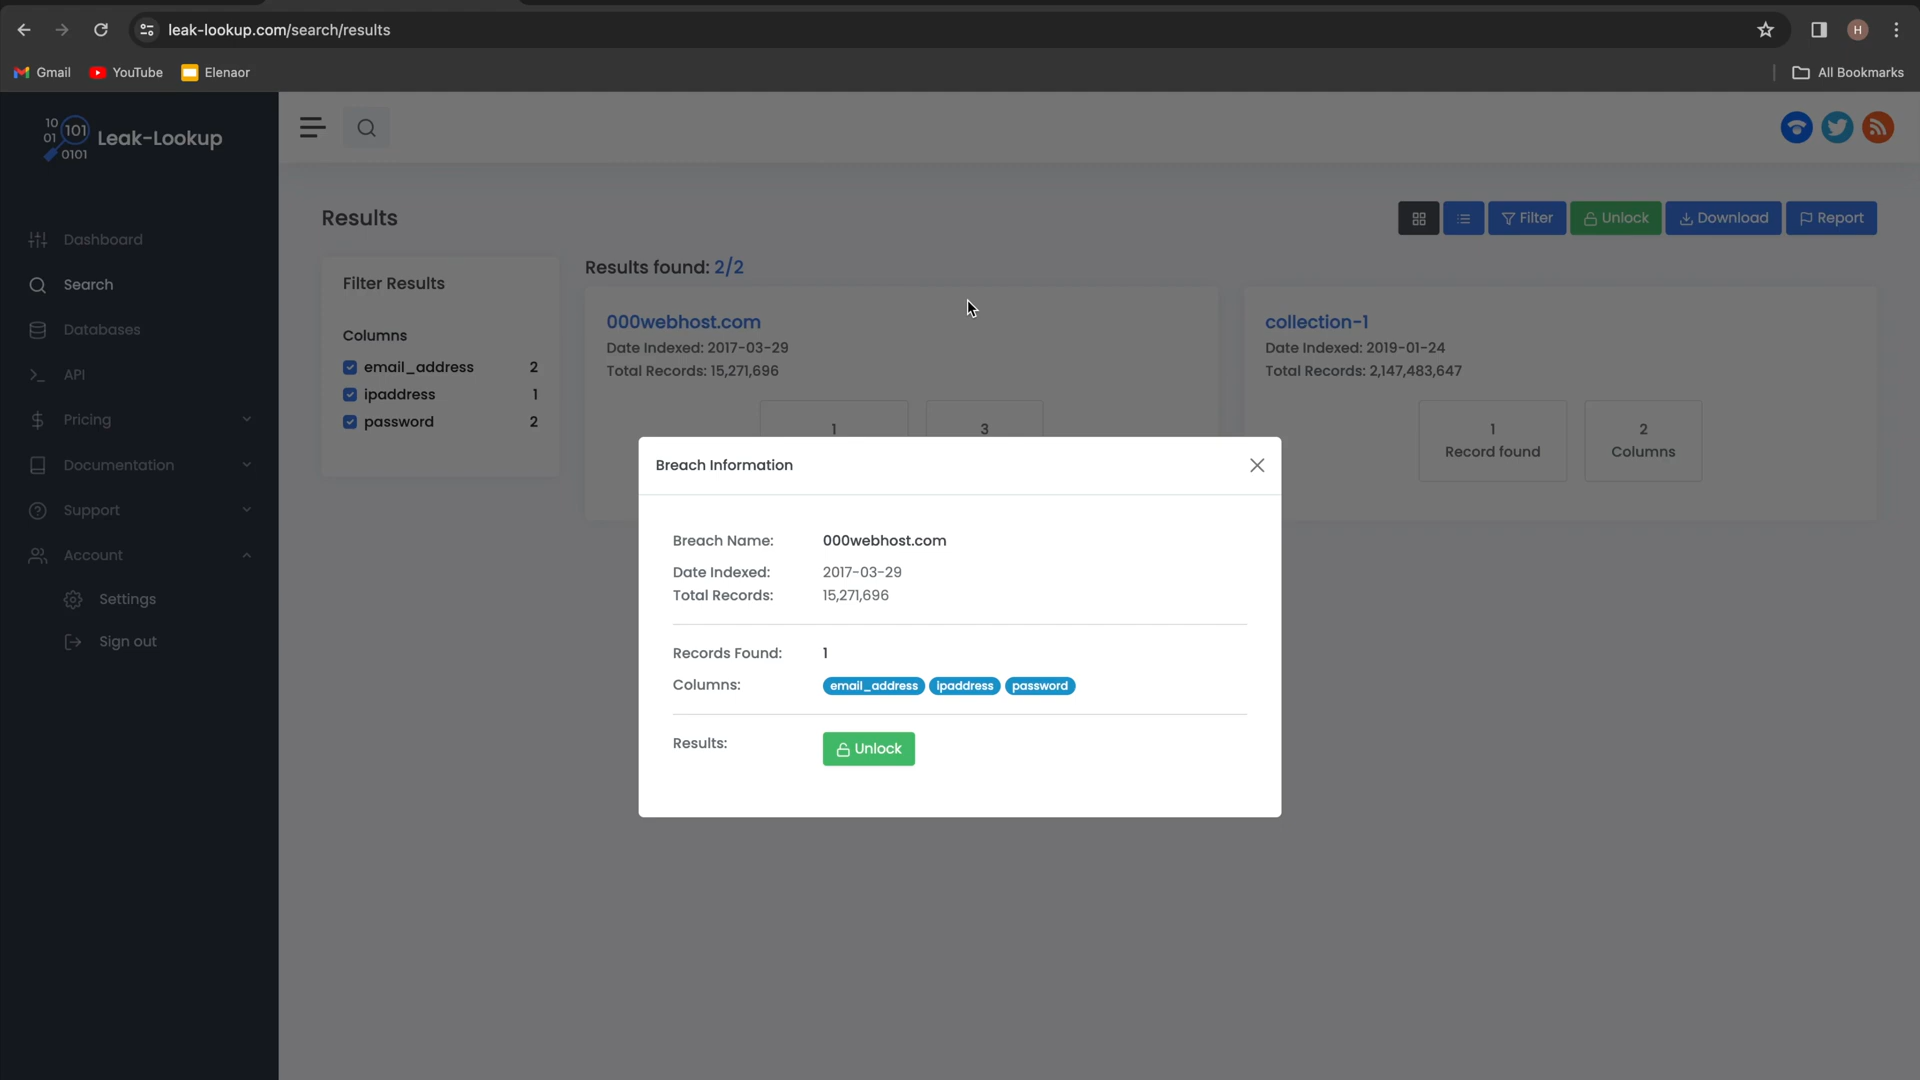 leak-lookup.com/search/results
H
Gmail
YouTube
Elenaor
All Bookmarks
10
01 101
0101
Leak-Lookup
Dashboard
Search
Databases
API
Pricing
Documentation
Support
Account
Settings
Sign out
Results
Filter
Unlock
Download
Report
Filter Results
Columns
email_address 2
ipaddress 1
password 2
Results found: 2/2
000webhost.com
Date Indexed: 2017-03-29
Total Records: 15,271,696
1
3
collection-1
Date Indexed: 2019-01-24
Total Records: 2,147,483,647
1
Record found
2
Columns
Breach Information
Breach Name: 000webhost.com
Date Indexed: 2017-03-29
Total Records: 15,271,696
Records Found: 1
Columns: email_address ipaddress password
Results: Unlock